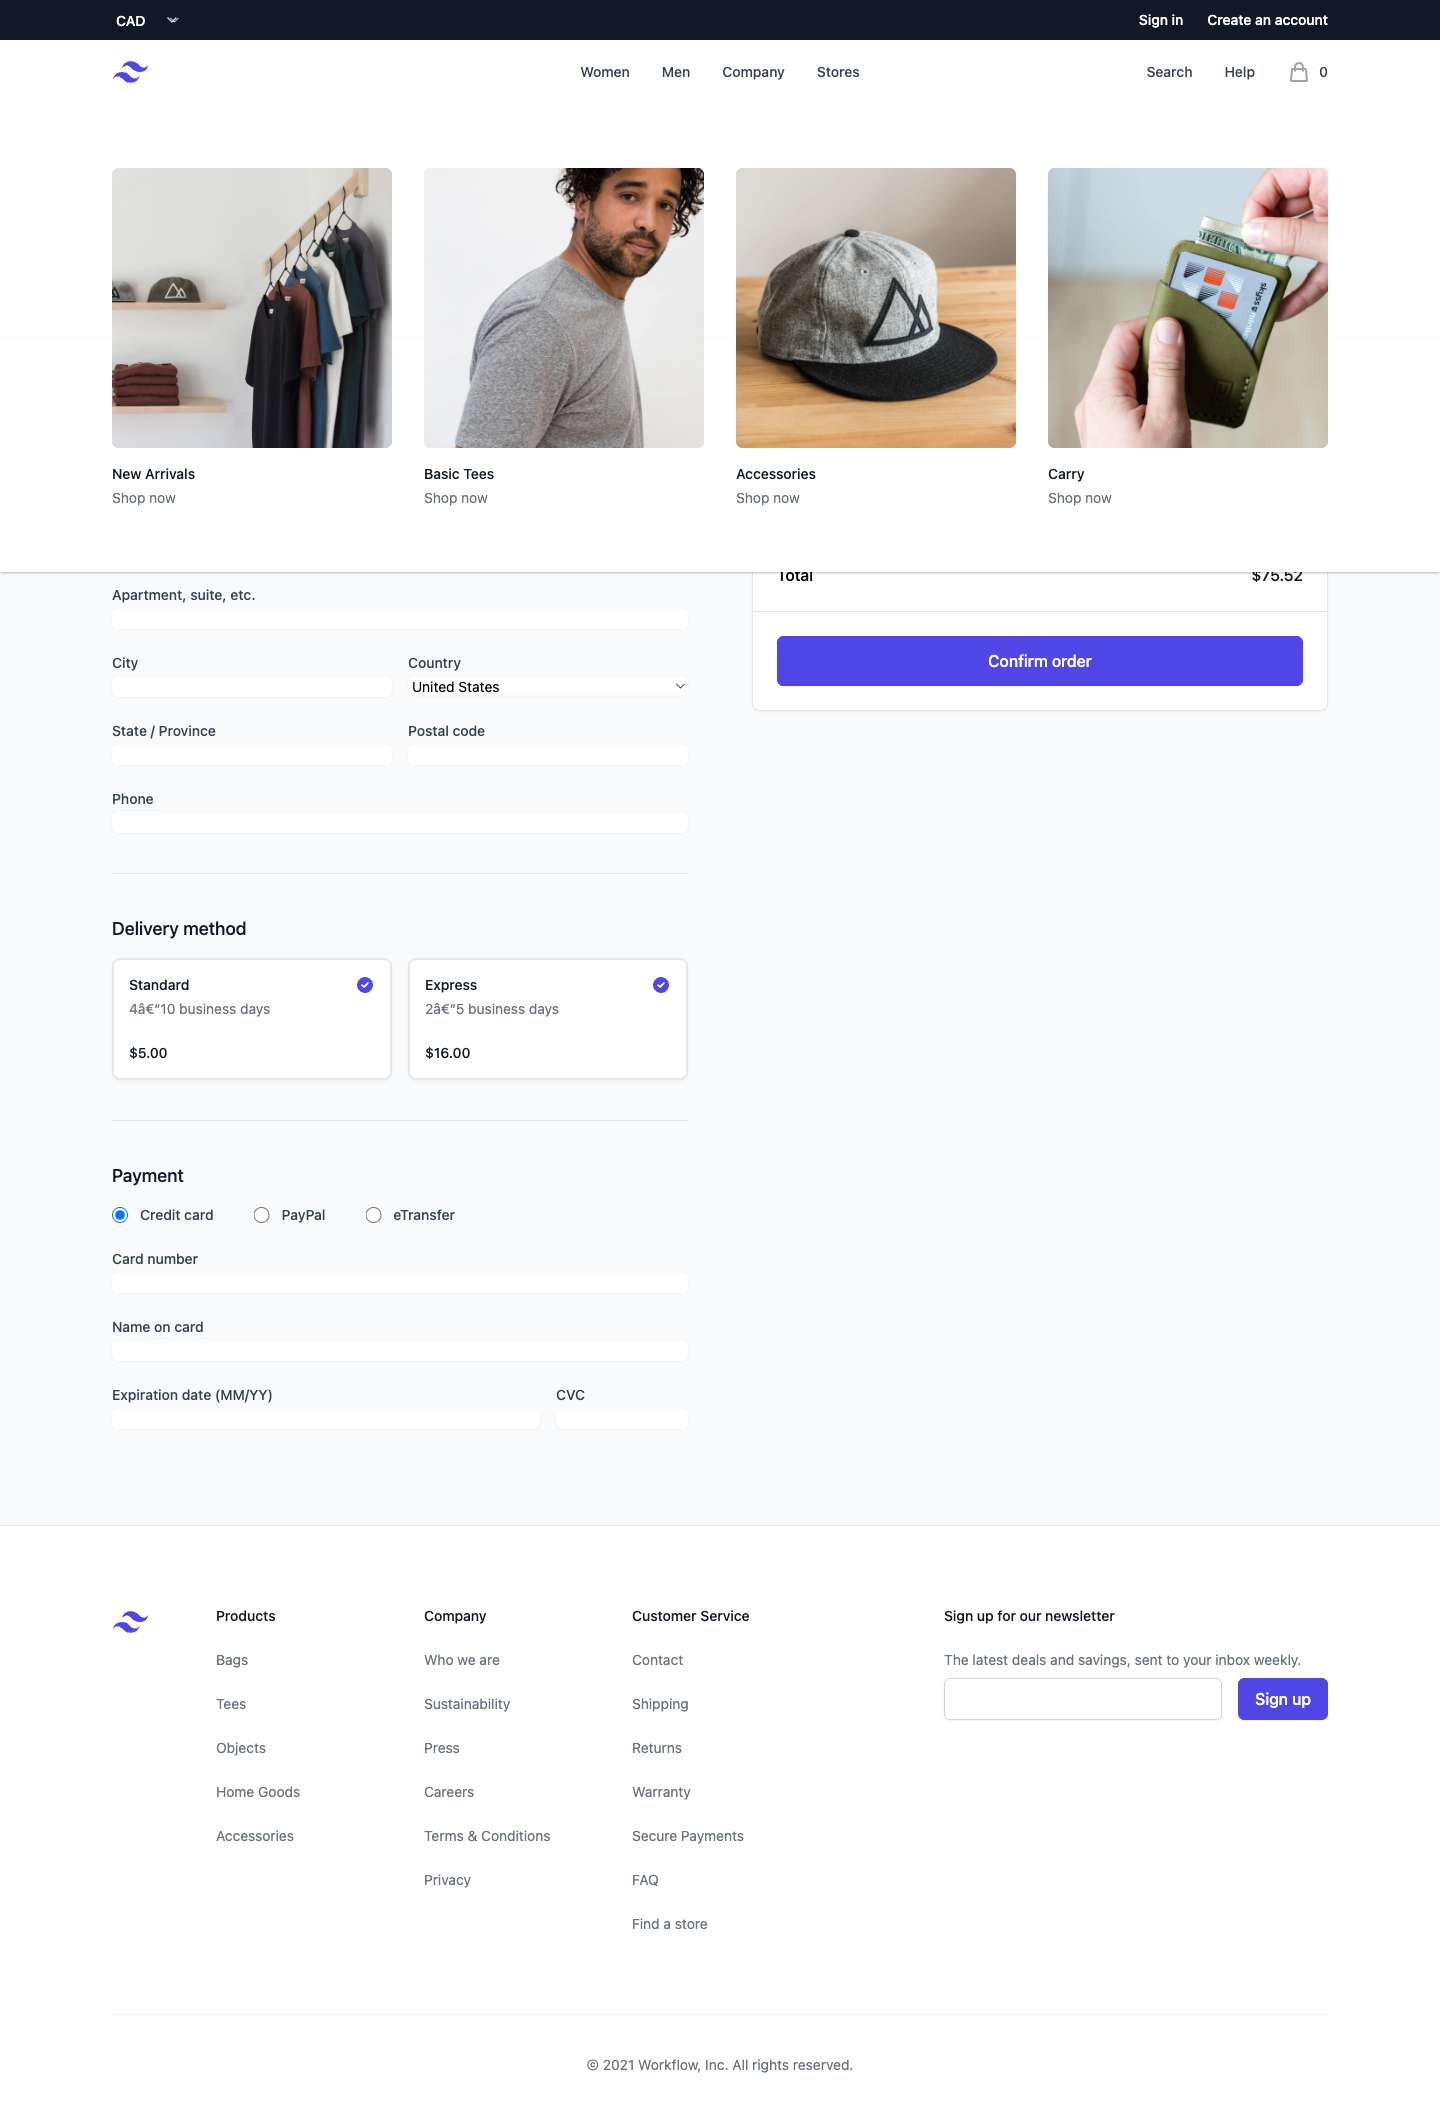 CAD
Sign in
Create an account
Women
Men
Company
Stores
Search
Help
0
New Arrivals
Shop now
Basic Tees
Shop now
Accessories
Shop now
Carry
Shop now
Total
$75.52
Apartment, suite, etc.
City
Country
United States
Confirm order
State / Province
Postal code
Phone
Delivery method
Standard
4â€“10 business days
$5.00
Express
2â€“5 business days
$16.00
Payment
Credit card
PayPal
eTransfer
Card number
Name on card
Expiration date (MM/YY)
CVC
Products
Bags
Tees
Objects
Home Goods
Accessories
Company
Who we are
Sustainability
Press
Careers
Terms & Conditions
Privacy
Customer Service
Contact
Shipping
Returns
Warranty
Secure Payments
FAQ
Find a store
Sign up for our newsletter
The latest deals and savings, sent to your inbox weekly.
Sign up
© 2021 Workflow, Inc. All rights reserved.